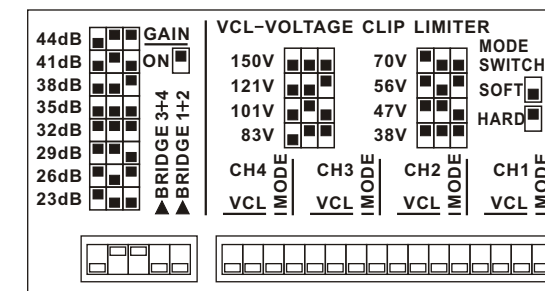 44dB
41dB
38dB
35dB
32dB
29dB
26dB
23dB
GAIN
ON
▲BRIDGE 3+4
▲BRIDGE 1+2
VCL–VOLTAGE CLIP LIMITER
150V
121V
101V
83V
70V
56V
47V
38V
MODE
SWITCH
SOFT
HARD
CH4
VCL
MODE
CH3
VCL
MODE
CH2
VCL
MODE
CH1
VCL
MODE